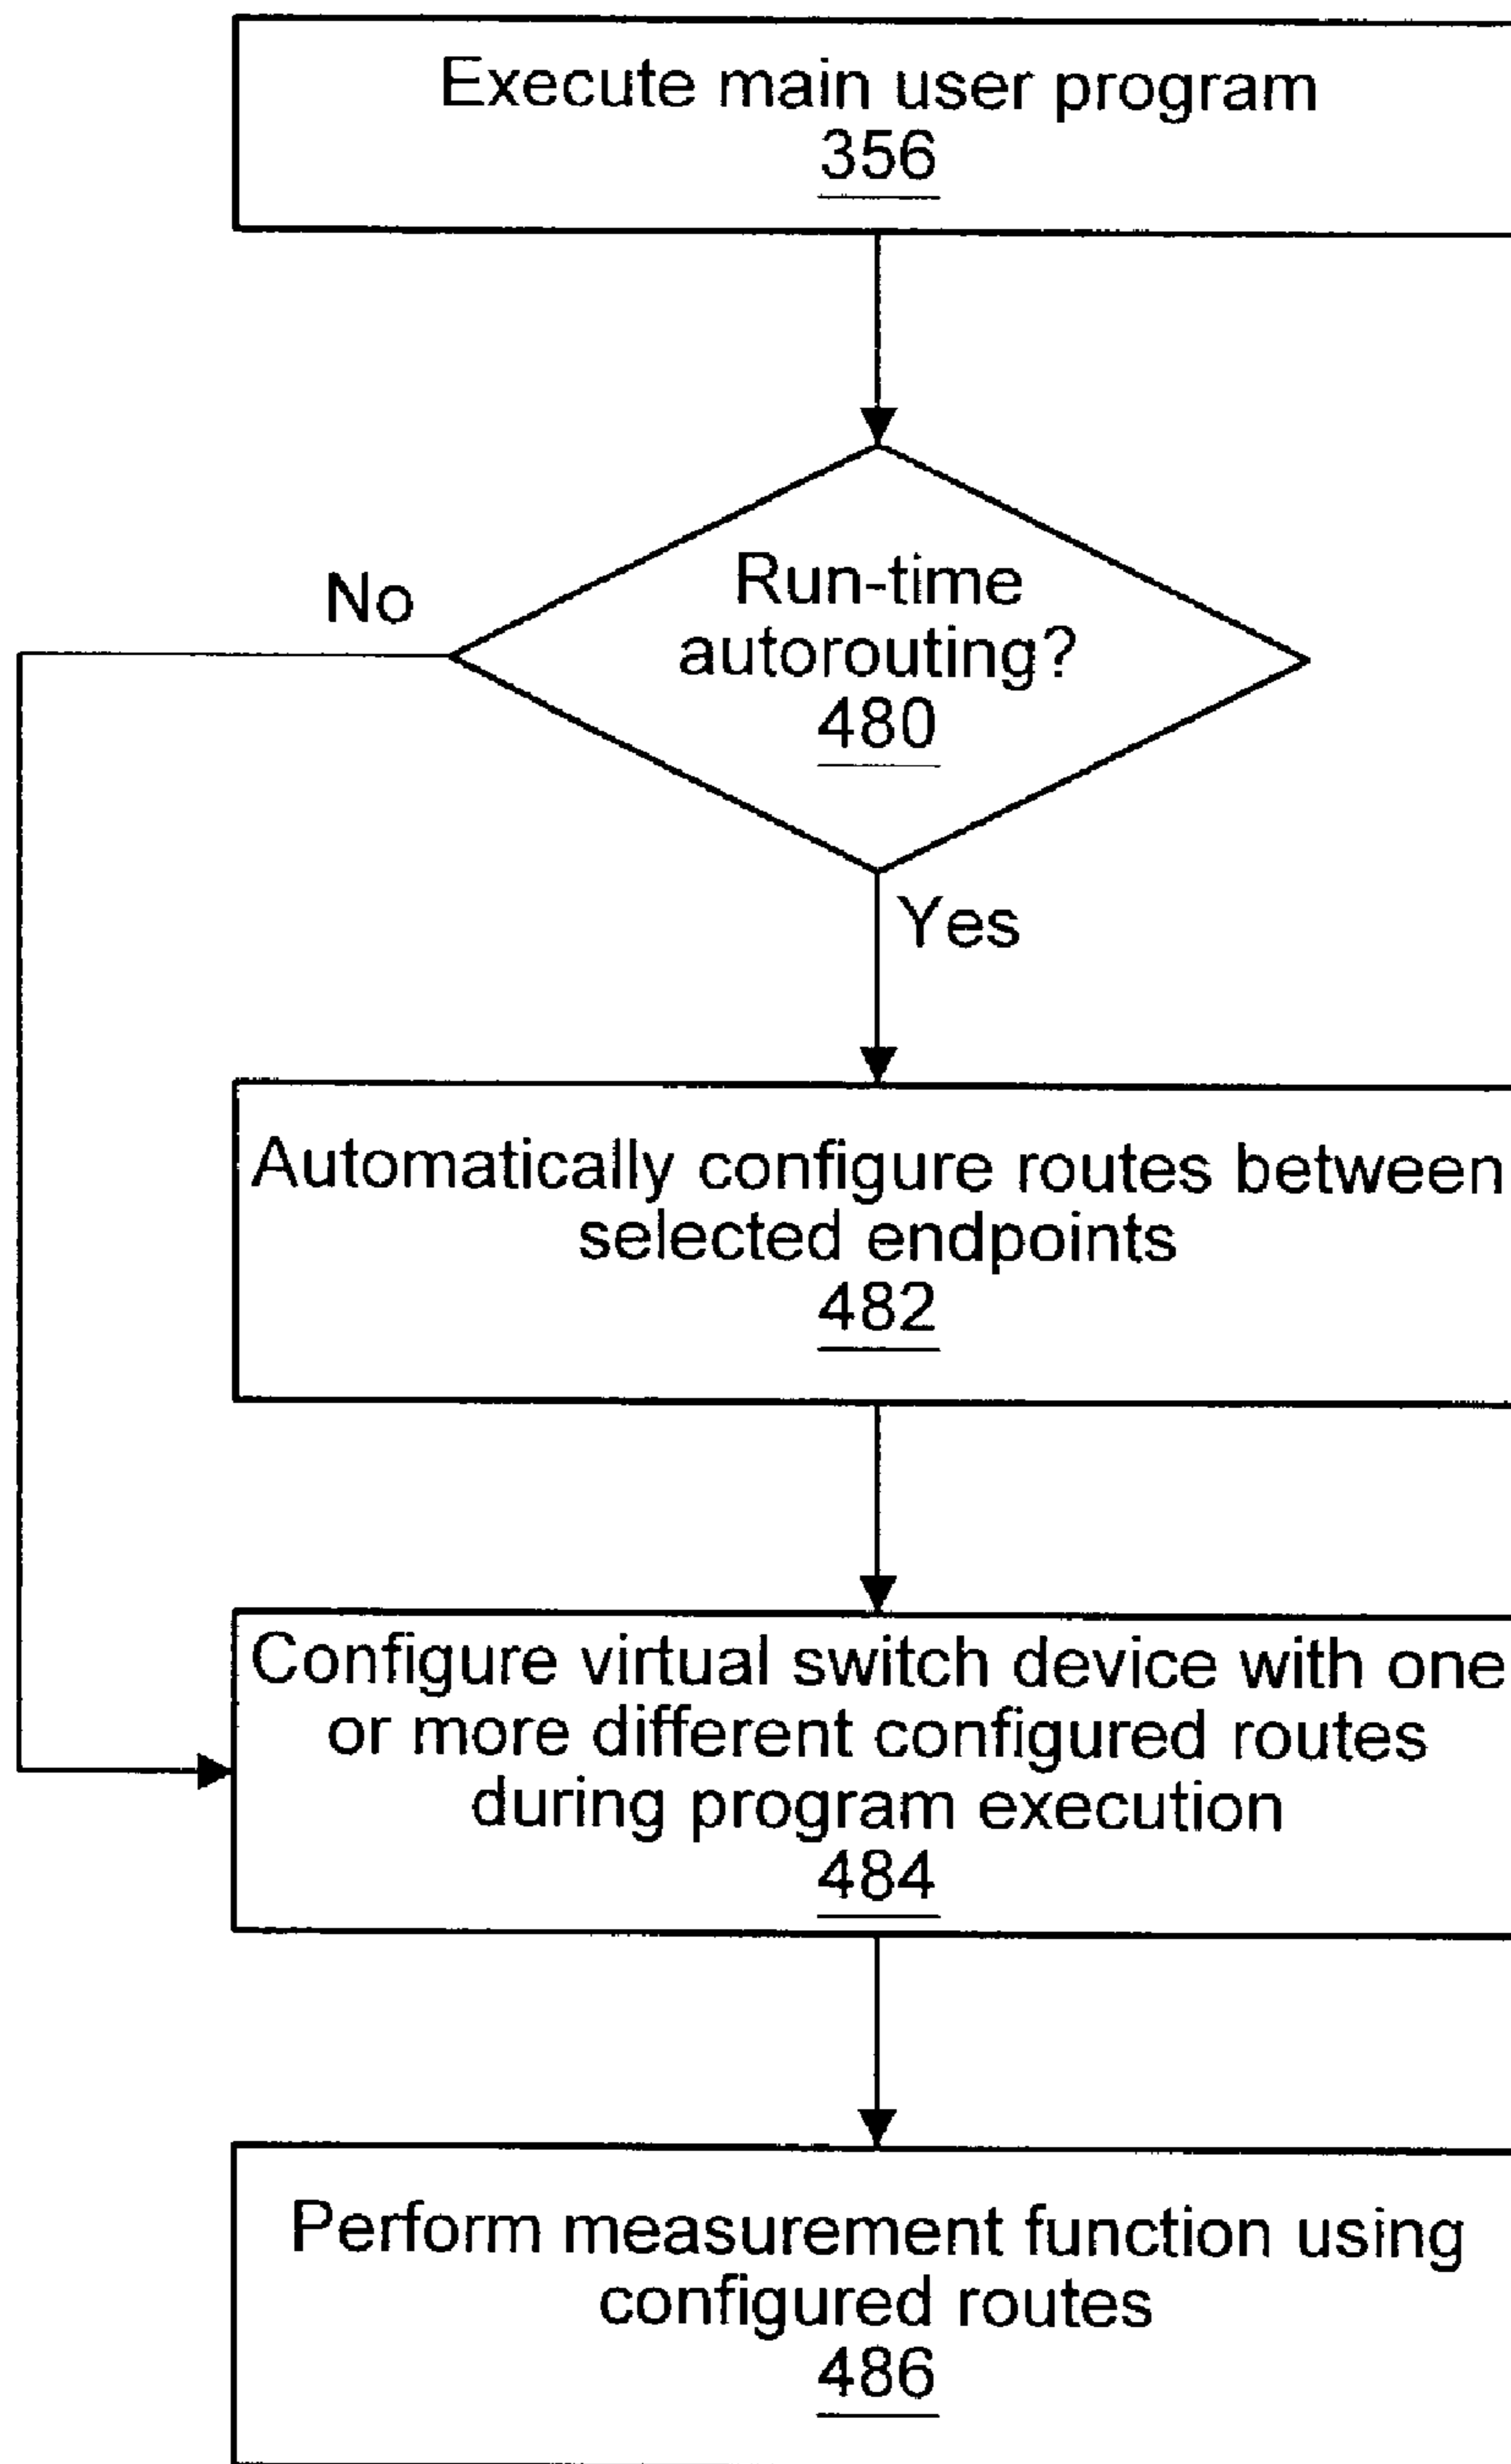 Execute main user program
356
Run-time
autorouting?
480
No
Yes
Automatically configure routes between
selected endpoints
482
Configure virtual switch device with one
or more different configured routes
during program execution
484
Perform measurement function using
configured routes
486